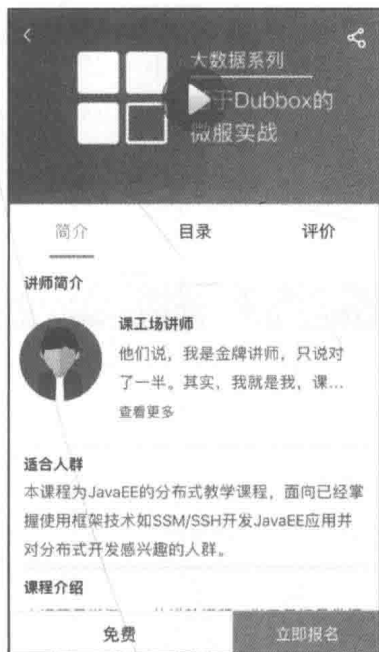 大数据系列
于Dubbox的
微服实战
简介 目录 评价
讲师简介
课工场讲师
他们说，我是金牌讲师，只说对
了一半。其实，我就是我，课...
查看更多
适合人群
本课程为JavaEE的分布式教学课程，面向已经掌
握使用框架技术如SSM/SSH开发JavaEE应用并
对分布式开发感兴趣的人群。
课程介绍
免费 立即报名